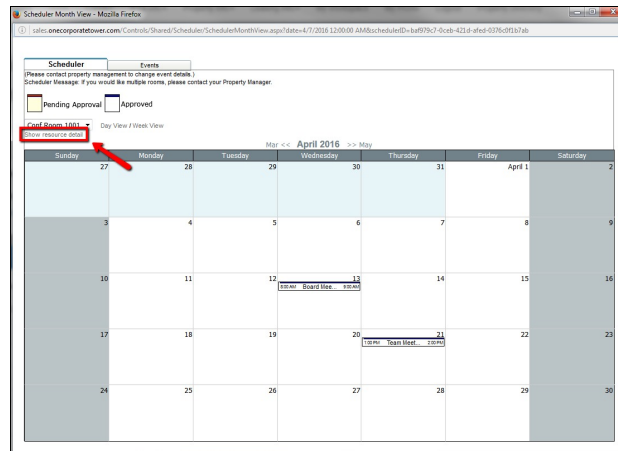 Scheduler Month View - Mozilla Firefox
sales.onecorporatetower.com/Controls/Shared/Scheduler/SchedulerMonthView.aspx?date=4/7/2016 12:00:00 AM&schedulerID=baf979c7-0ceb-421d-afed-0376c0f1b7ab
Scheduler Events
(Please contact property management to change event details.)
Scheduler Message: If you would like multiple rooms, please contact your Property Manager.
Pending Approval Approved
Conf Room 1001 Day View / Week View
Show resource detail
Mar << April 2016 >> May
Sunday Monday Tuesday Wednesday Thursday Friday Saturday
27 28 29 30 31 April 1 2
3 4 5 6 7 8 9
10 11 12 13 14 15 16
8:00 AM Board Mee... 9:00 AM
17 18 19 20 21 22 23
1:00 PM Team Meet... 2:00 PM
24 25 26 27 28 29 30